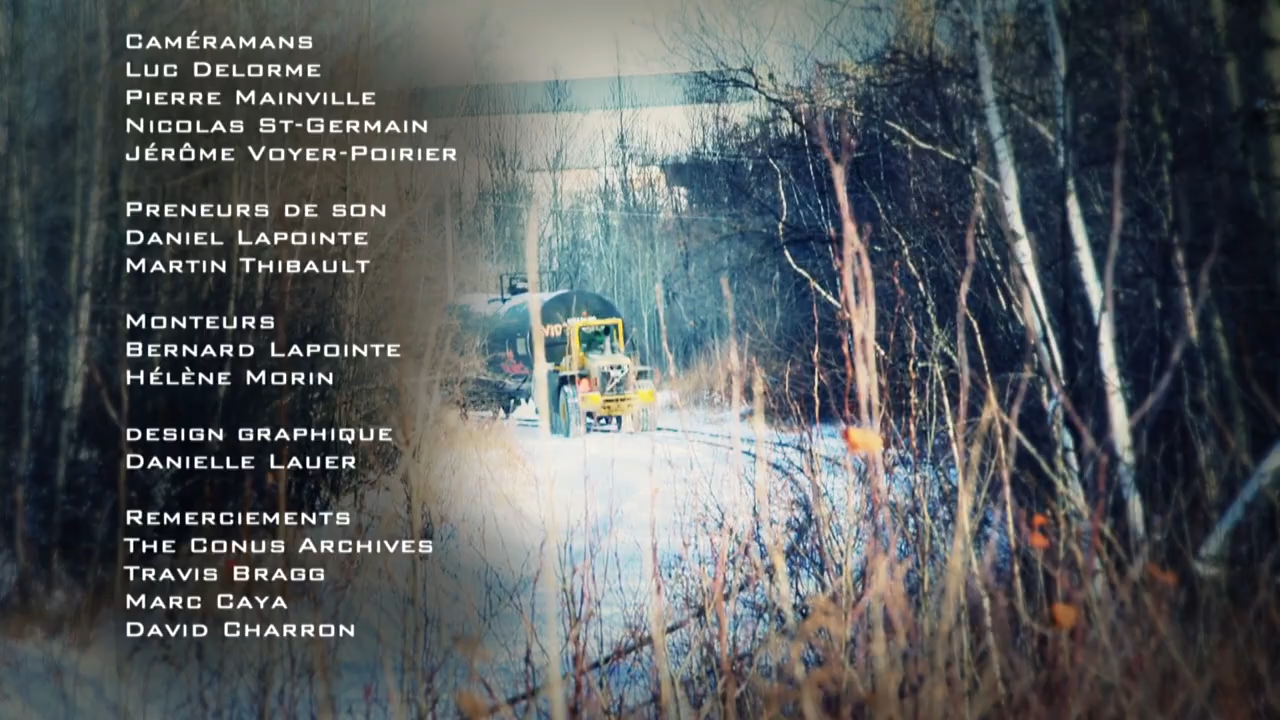 Caméramans
Luc Delorme
Pierre Mainville
Nicolas St-Germain
Jérôme Voyer-Poirier
Preneurs de son
Daniel Lapointe
Martin Thibault
Monteurs
Bernard Lapointe
Hélène Morin
design graphique
Danielle Lauer
Remerciements
The Conus Archives
Travis Bragg
Marc Caya
David Charron